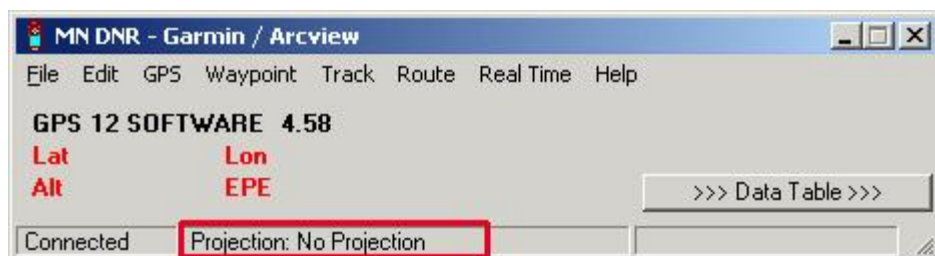 MN DNR - Garmin / Arcview
File Edit GPS Waypoint Track Route Real Time Help
GPS 12 SOFTWARE 4.58
Lat Lon
Alt EPE
>>> Data Table >>>
Connected Projection: No Projection